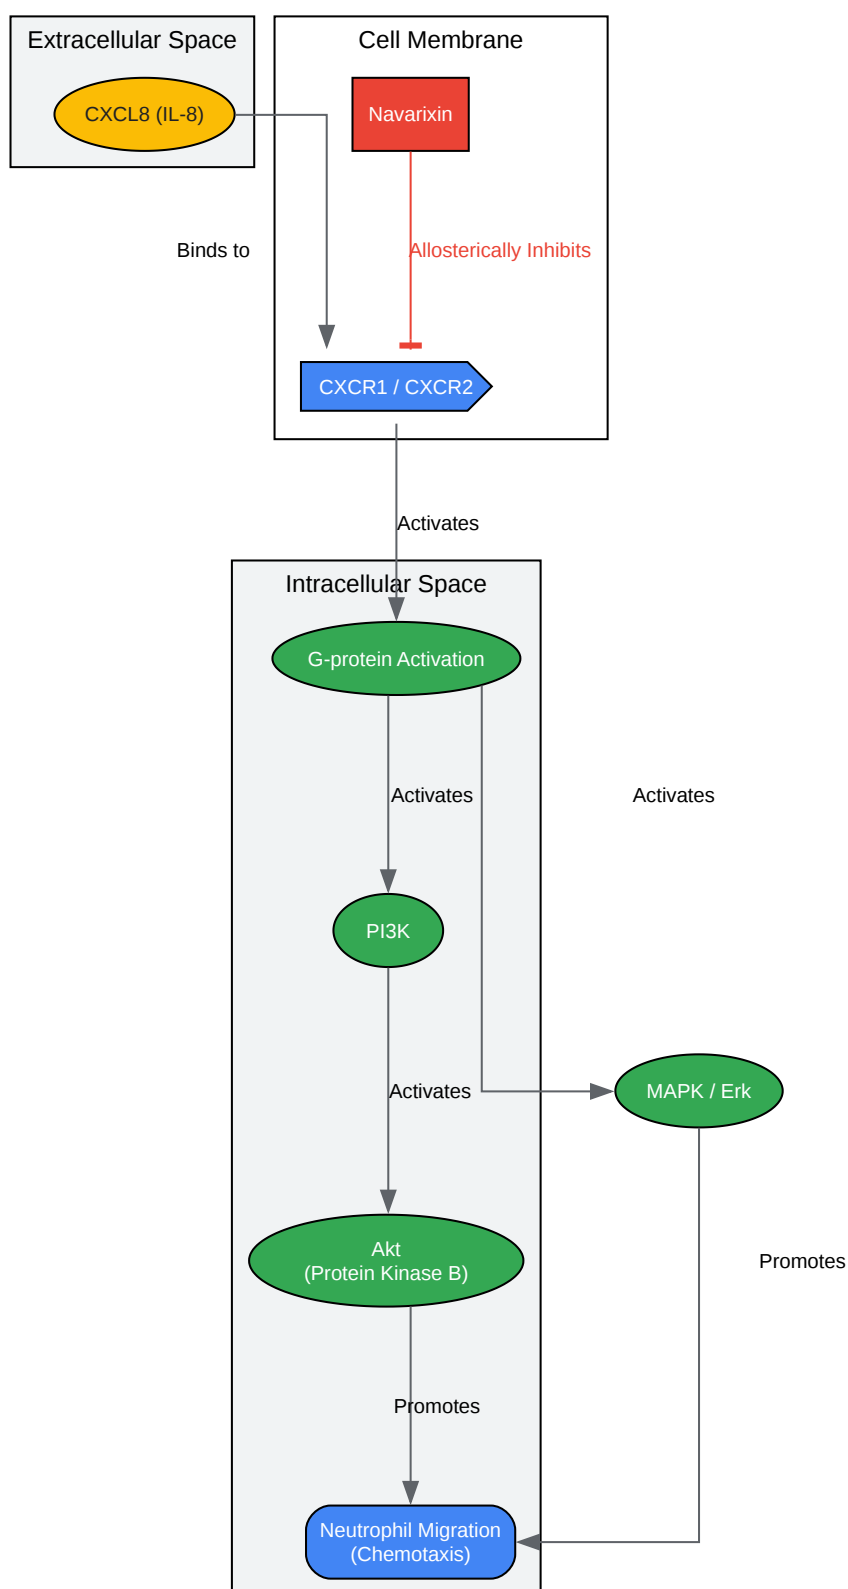 Extracellular Space
Cell Membrane
CXCL8 (IL-8)
Navarixin
Binds to
Allosterically Inhibits
CXCR1 / CXCR2
Activates
Intracellular Space
G-protein Activation
Activates
Activates
PI3K
Activates
MAPK / Erk
Akt
(Protein Kinase B)
Promotes
Promotes
Neutrophil Migration
(Chemotaxis)